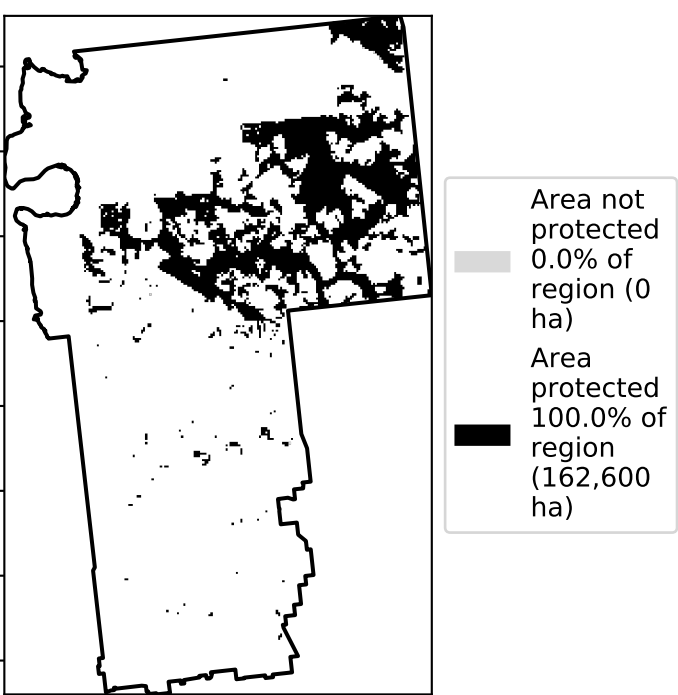 Area not
protected
0.0% of
region (0
ha)
Area
protected
100.0% of
region
(162,600
ha)